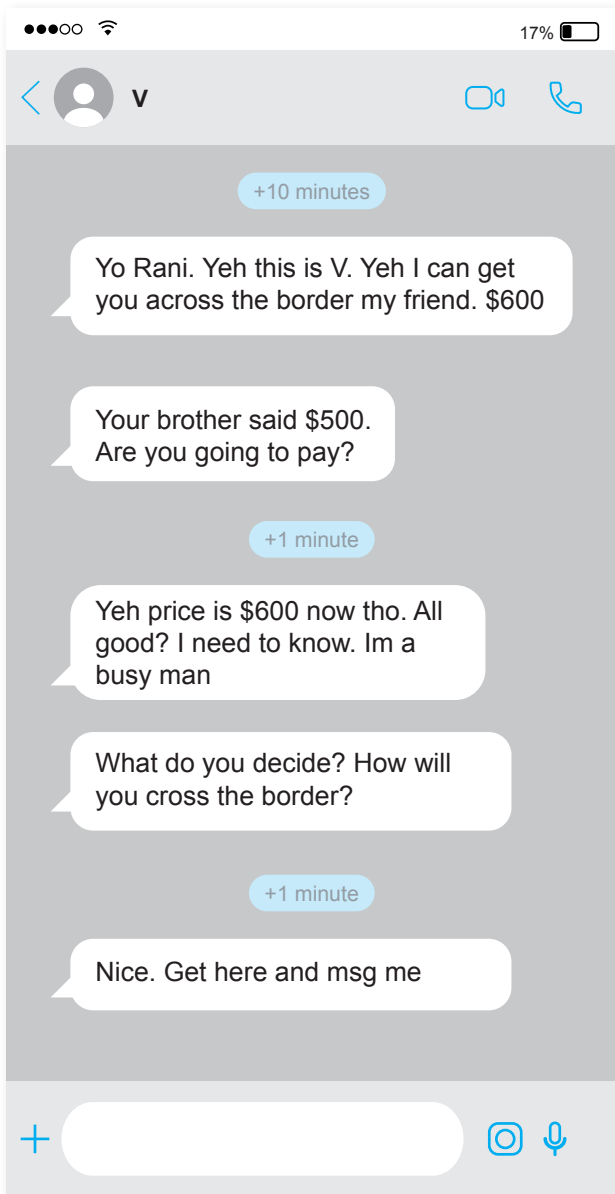 17%
V
+10 minutes
Yo Rani. Yeh this is V. Yeh I can get
you across the border my friend. $600
Your brother said $500.
Are you going to pay?
+1 minute
Yeh price is $600 now tho. All
good? I need to know. Im a
busy man
What do you decide? How will
you cross the border?
+1 minute
Nice. Get here and msg me